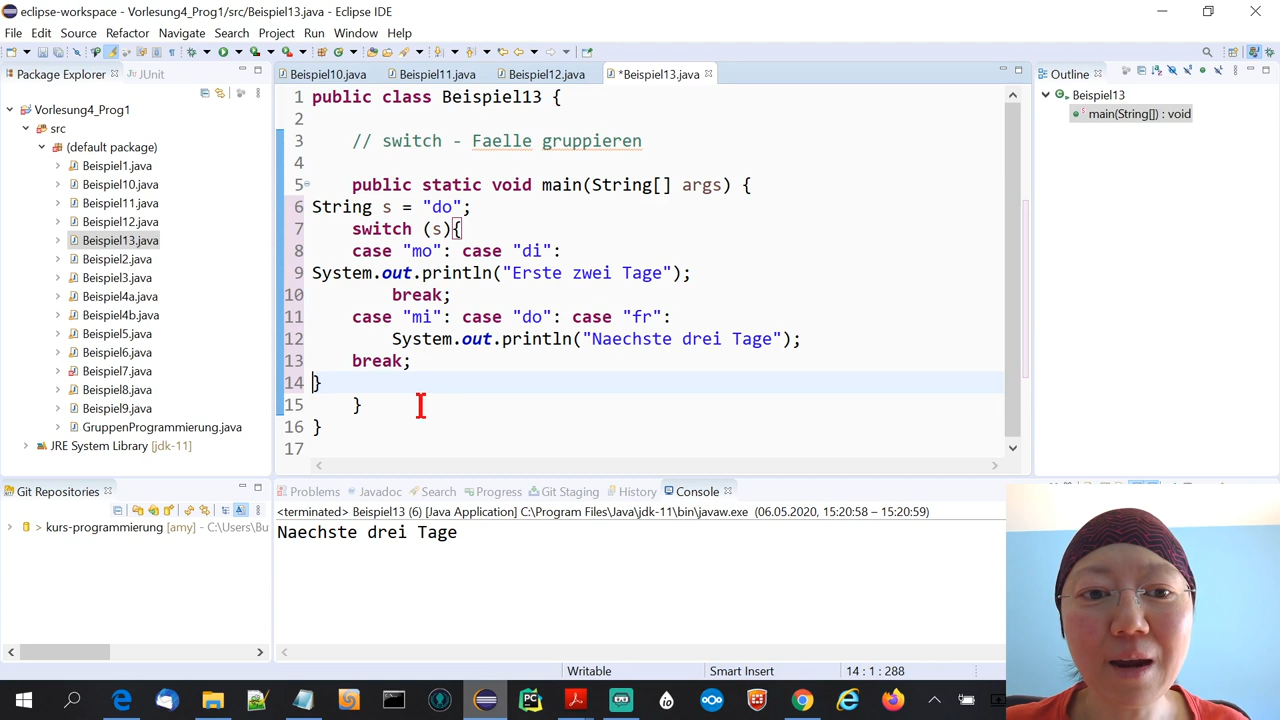 eclipse-workspace - Vorlesung4_Prog1/src/Beispiel13.java - Eclipse IDE
File Edit Source Refactor Navigate Search Project Run Window Help
Package Explorer JUnit
Beispiel10.java Beispiel11.java Beispiel12.java *Beispiel13.java
Outline
Vorlesung4_Prog1
src
(default package)
Beispiel1.java
Beispiel10.java
Beispiel11.java
Beispiel12.java
Beispiel13.java
Beispiel2.java
Beispiel3.java
Beispiel4a.java
Beispiel4b.java
Beispiel5.java
Beispiel6.java
Beispiel7.java
Beispiel8.java
Beispiel9.java
GruppenProgrammierung.java
JRE System Library [jdk-11]
1 public class Beispiel13 {
2
3 // switch - Faelle gruppieren
4
5 public static void main(String[] args) {
6 String s = "do";
7 switch (s){
8 case "mo": case "di":
9 System.out.println("Erste zwei Tage");
10 break;
11 case "mi": case "do": case "fr":
12 System.out.println("Naechste drei Tage");
13 break;
14 }
15 }
16 }
17
Beispiel13
main(String[]) : void
Git Repositories
> kurs-programmierung [amy] - C:\Users\Bu
Problems Javadoc Search Progress Git Staging History Console
<terminated> Beispiel13 (6) [Java Application] C:\Program Files\Java\jdk-11\bin\javaw.exe (06.05.2020, 15:20:58 – 15:20:59)
Naechste drei Tage
Writable Smart Insert 14 : 1 : 288